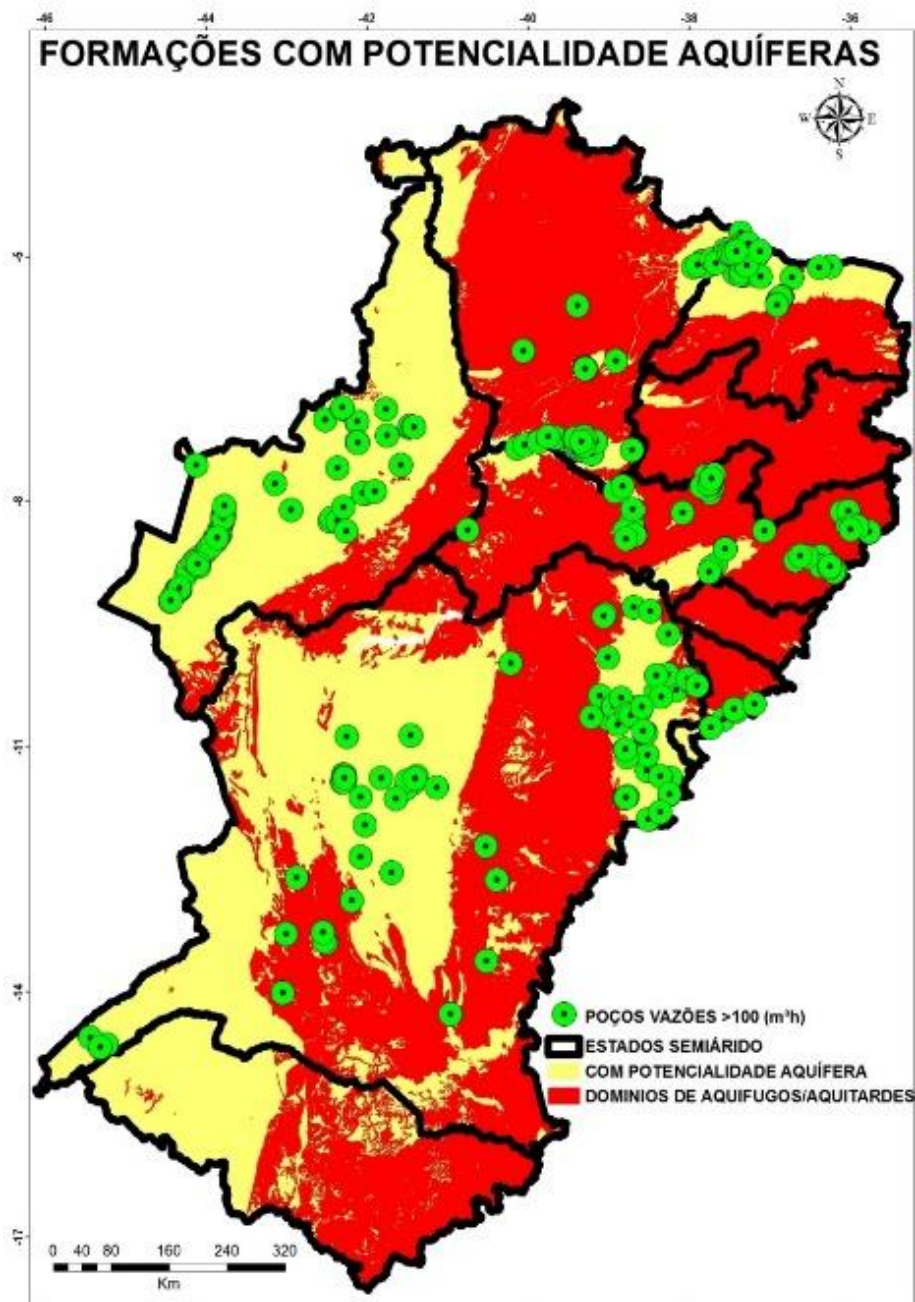 -46 -44 -42 -40 -38 -36
FORMAÇÕES COM POTENCIALIDADE AQUÍFERAS
N
W E
S
-5
-8
-11
-14
POÇOS VAZÕES >100 (m³h)
ESTADOS SEMIÁRIDO
COM POTENCIALIDADE AQUÍFERA
DOMINIOS DE AQUIFUGOS/AQUITARDES
-17
0 40 80 160 240 320
Km